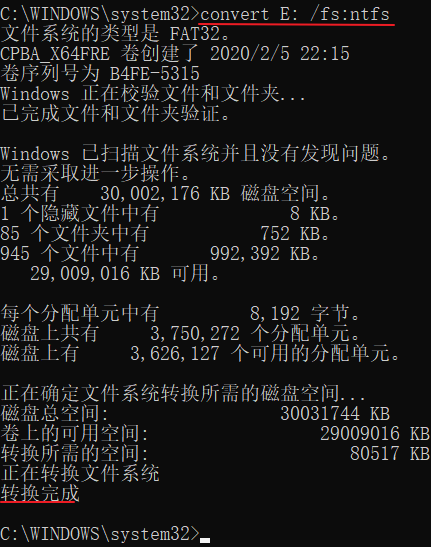 C:\WINDOWS\system32>convert E: /fs:ntfs
文件系统的类型是 FAT32。
CPBA_X64FRE 卷创建了 2020/2/5 22:15
卷序列号为 B4FE-5315
Windows 正在校验文件和文件夹...
已完成文件和文件夹验证。
Windows 已扫描文件系统并且没有发现问题。
无需采取进一步操作。
总共有    30,002,176 KB 磁盘空间。
1 个隐藏文件中有              8 KB。
85 个文件夹中有            752 KB。
945 个文件中有        992,392 KB。
   29,009,016 KB 可用。
每个分配单元中有          8,192 字节。
磁盘上共有     3,750,272 个分配单元。
磁盘上有     3,626,127 个可用的分配单元。
正在确定文件系统转换所需的磁盘空间...
磁盘总空间:                 30031744 KB
卷上的可用空间:                 29009016 KB
转换所需的空间:                    80517 KB
正在转换文件系统
转换完成
C:\WINDOWS\system32>